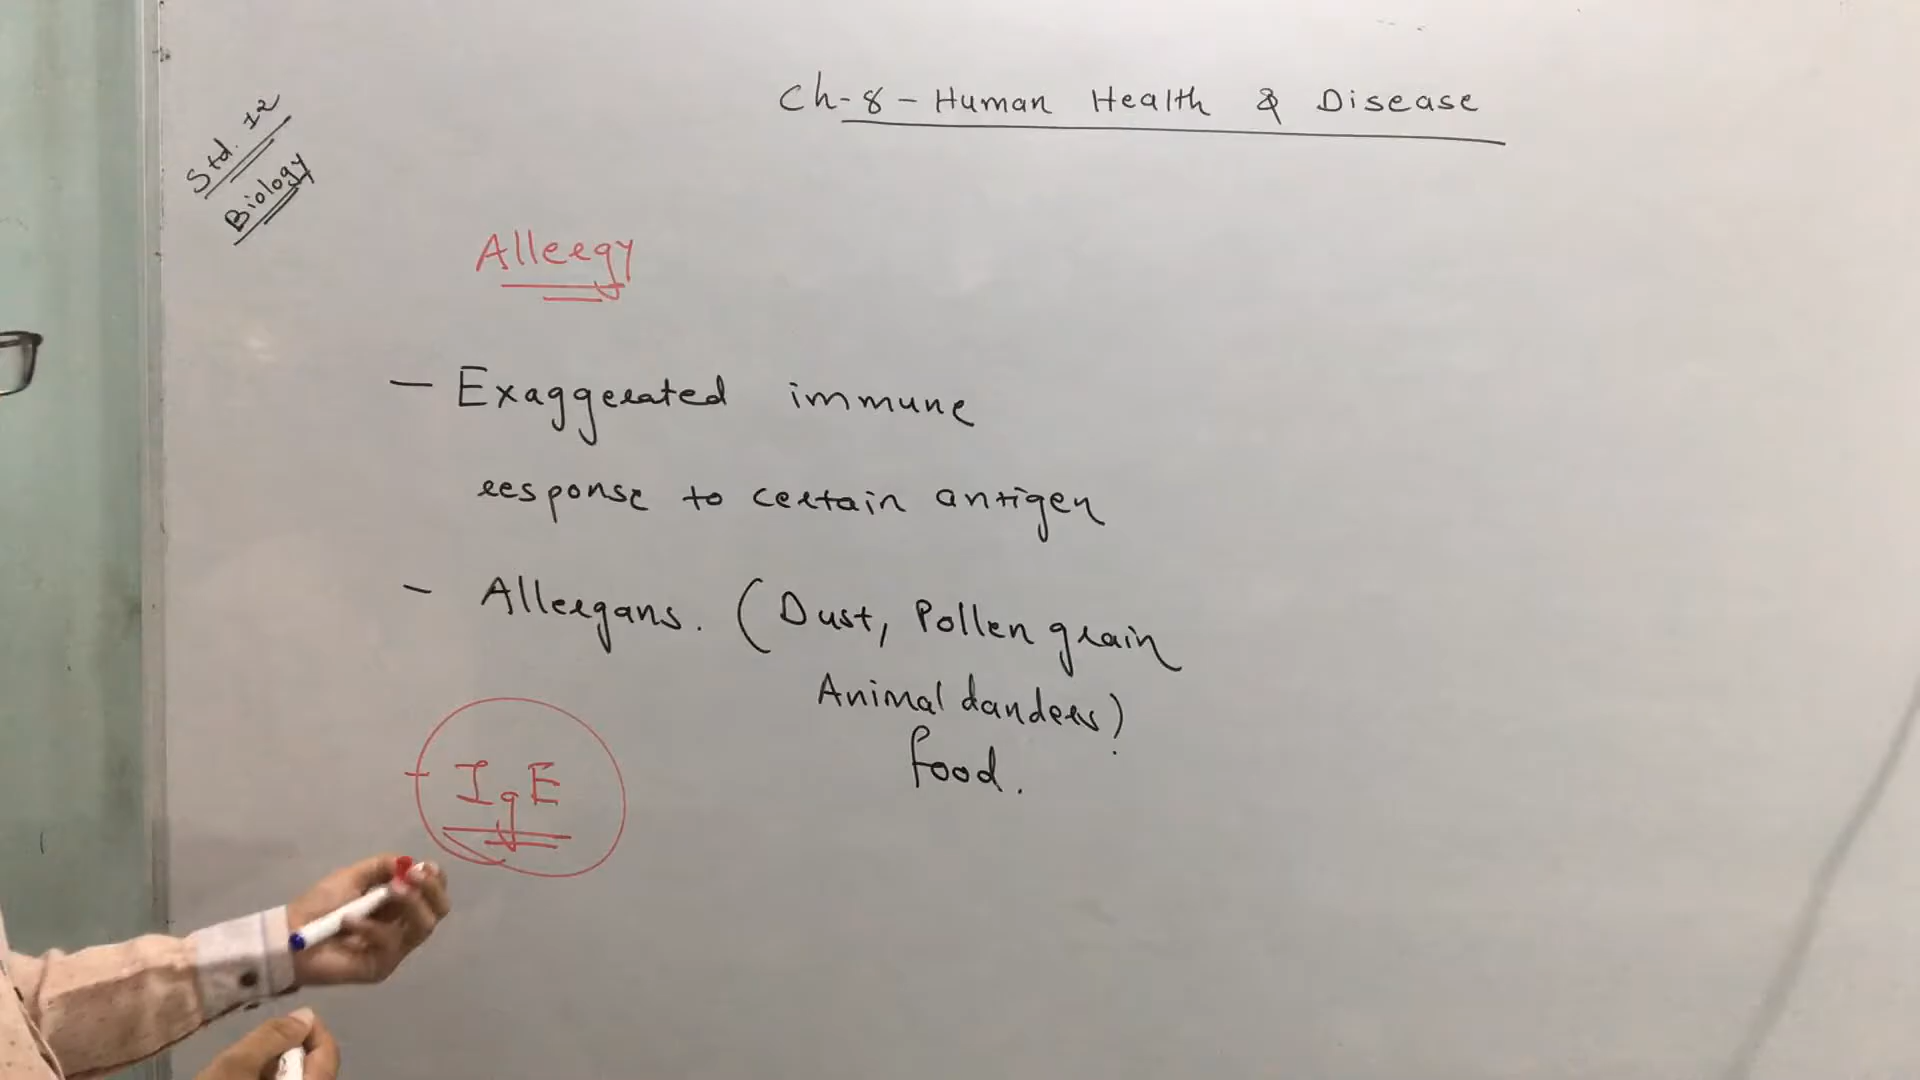 Ch-8 - Human Health & Disease
Std. 12
Biology
Allergy
- Exaggerated immune
response to certain antigen
- Allergans. (Dust, Pollen grain
Animal danders)
food.
- IgE